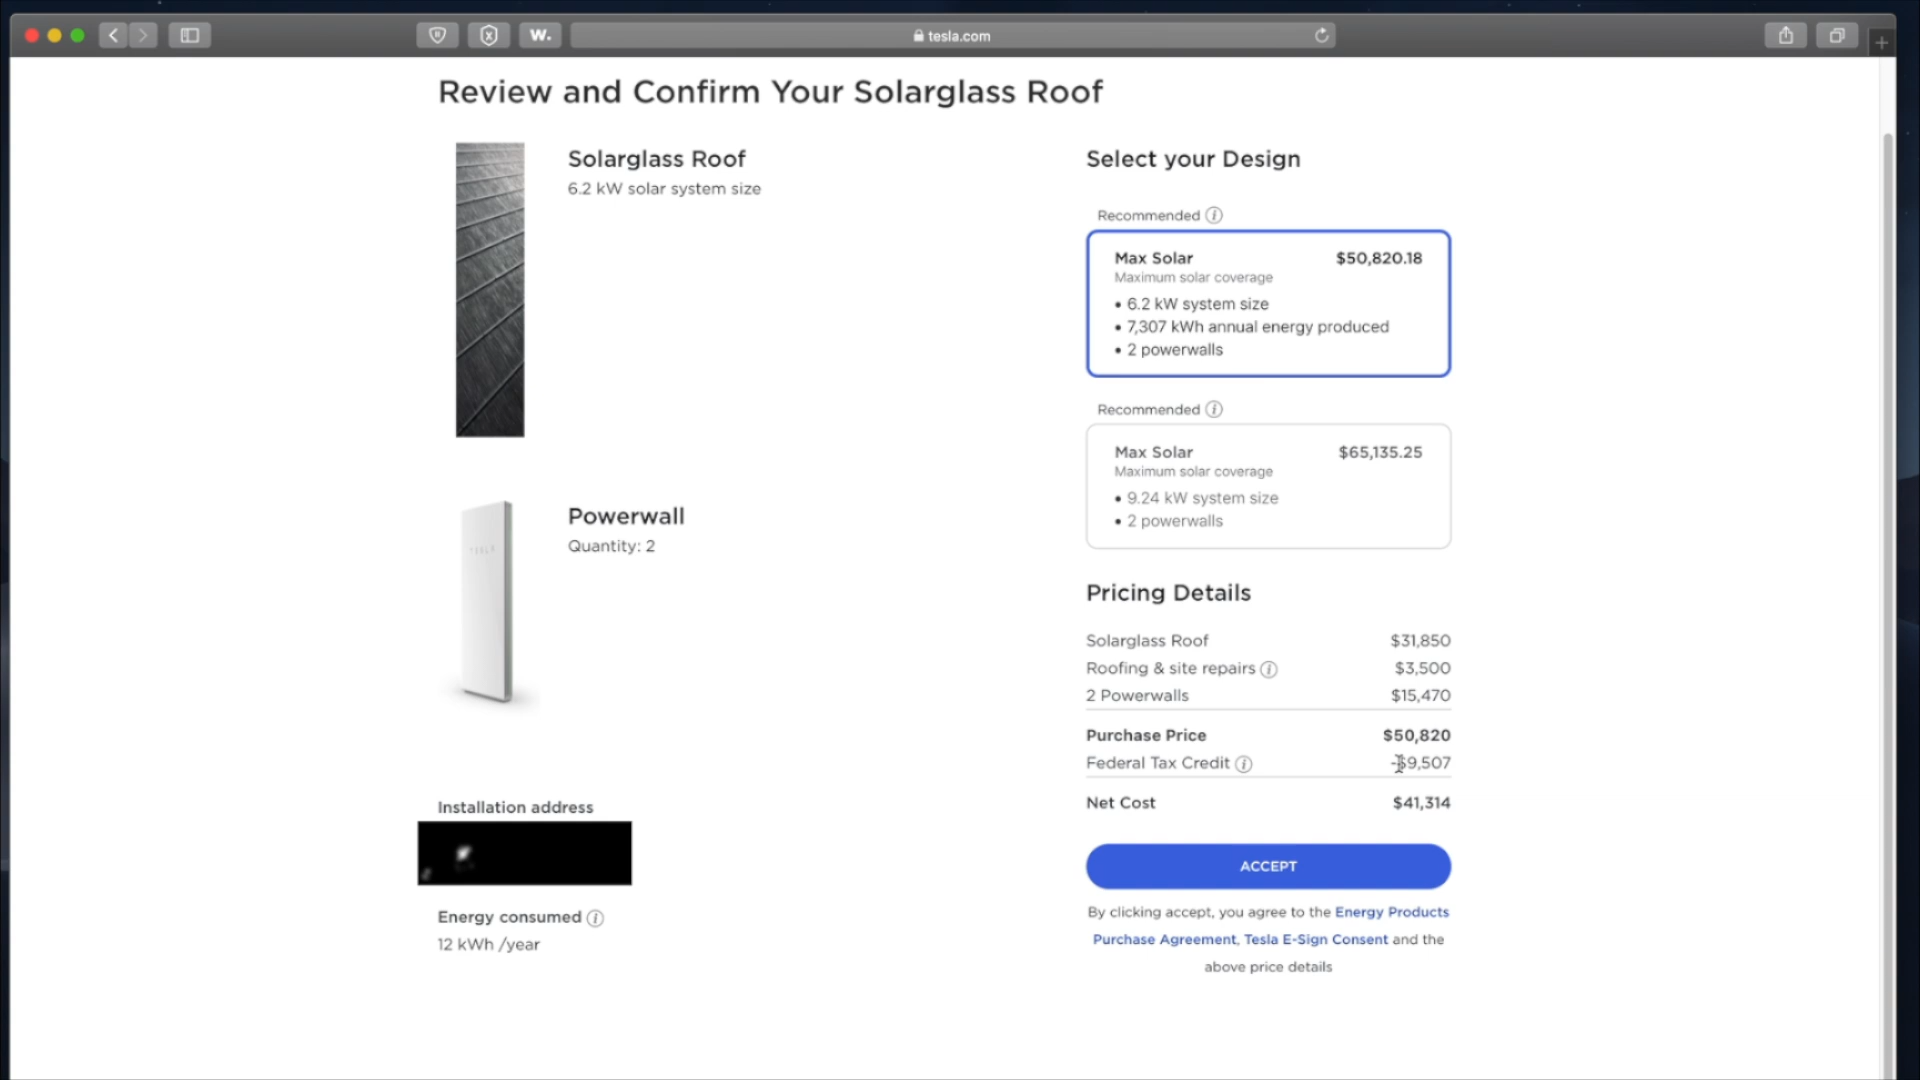 W.
tesla.com
Review and Confirm Your Solarglass Roof
Solarglass Roof
6.2 kW solar system size
Powerwall
Quantity: 2
TESLA
Installation address
Energy consumed
12 kWh /year
Select your Design
Recommended
Max Solar $50,820.18
Maximum solar coverage
• 6.2 kW system size
• 7,307 kWh annual energy produced
• 2 powerwalls
Recommended
Max Solar $65,135.25
Maximum solar coverage
• 9.24 kW system size
• 2 powerwalls
Pricing Details
Solarglass Roof $31,850
Roofing & site repairs $3,500
2 Powerwalls $15,470
Purchase Price $50,820
Federal Tax Credit -$9,507
Net Cost $41,314
ACCEPT
By clicking accept, you agree to the Energy Products
Purchase Agreement, Tesla E-Sign Consent and the
above price details